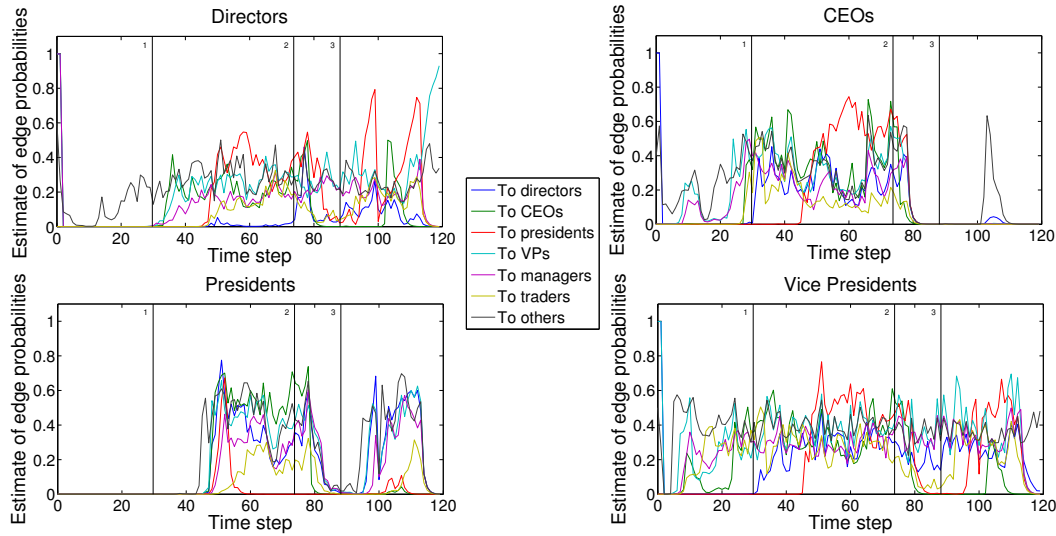 Directors
Estimate of edge probabilities
1
0.8
0.6
0.4
0.2
0
1 2 3
0 20 40 60 80 100 120
Time step
CEOs
Estimate of edge probabilities
1
0.8
0.6
0.4
0.2
0
1 2 3
0 20 40 60 80 100 120
Time step
To directors
To CEOs
To presidents
To VPs
To managers
To traders
To others
Presidents
Estimate of edge probabilities
1
0.8
0.6
0.4
0.2
0
1 2 3
0 20 40 60 80 100 120
Time step
Vice Presidents
Estimate of edge probabilities
1
0.8
0.6
0.4
0.2
0
1 2 3
0 20 40 60 80 100 120
Time step